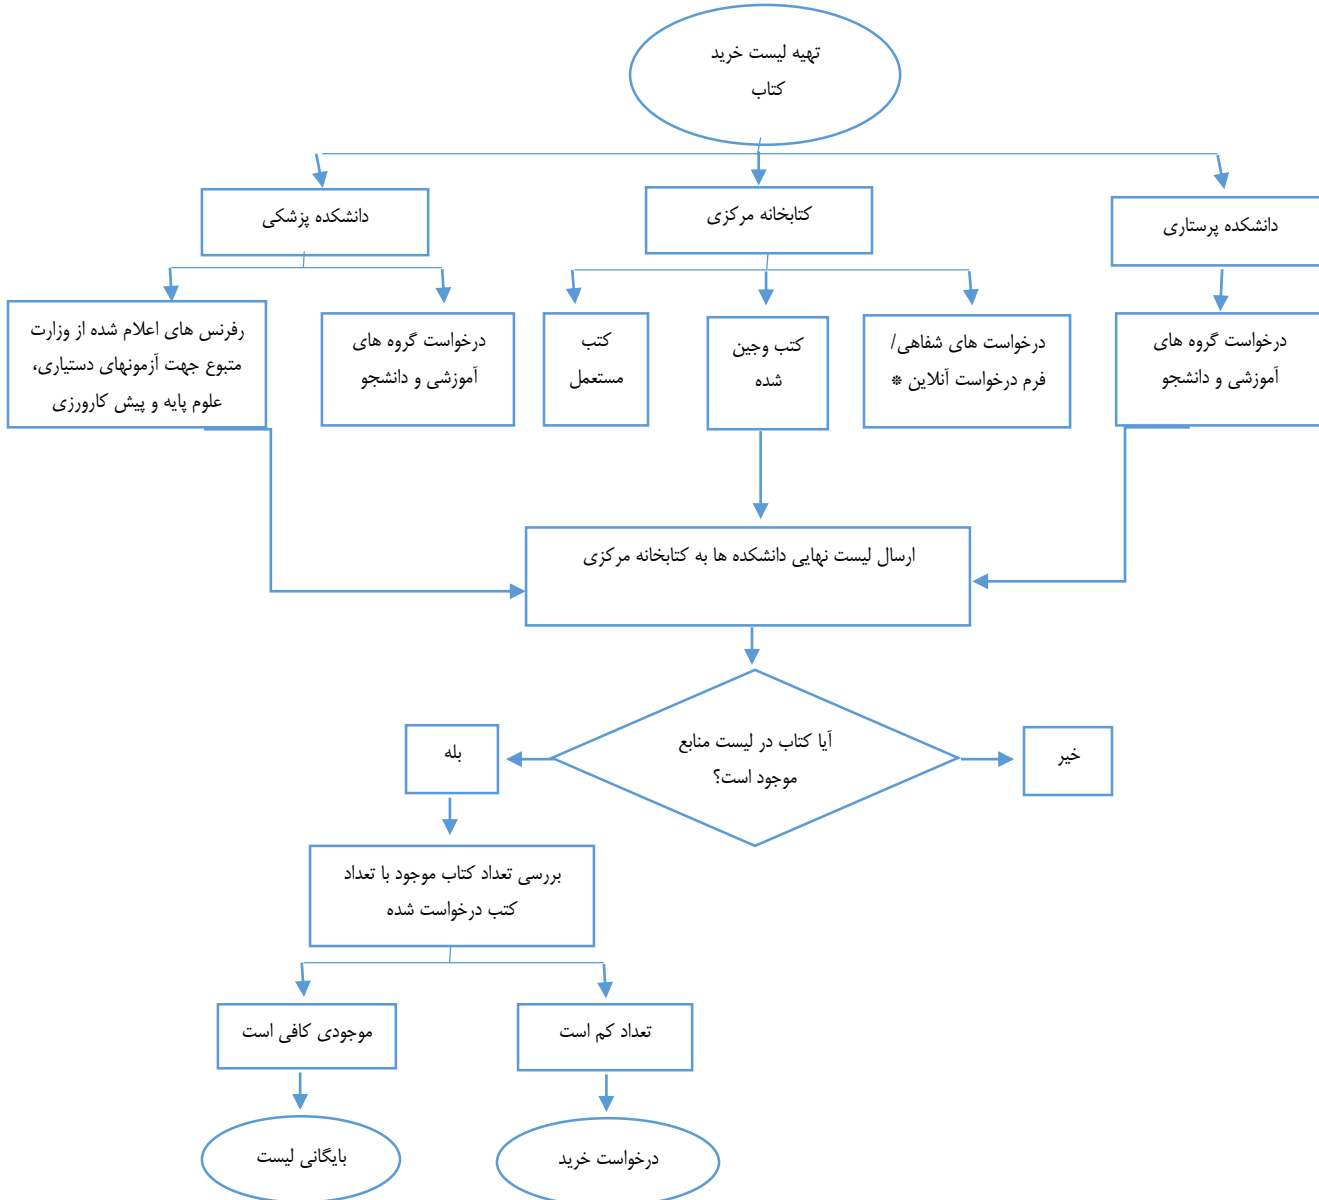 تهیه لیست خرید
کتاب
دانشکده پرستاری
کتابخانه مرکزی
دانشکده پزشکی
درخواست گروه های
آموزشی و دانشجو
درخواست های شفاهی/
فرم درخواست آنلاین *
کتب وجین
شده
کتب
مستعمل
درخواست گروه های
آموزشی و دانشجو
رفرنس های اعلام شده از وزارت
متبوع جهت آزمونهای دستیاری،
علوم پایه و پیش کارورزی
ارسال لیست نهایی دانشکده ها به کتابخانه مرکزی
آیا کتاب در لیست منابع
موجود است؟
خیر
بله
بررسی تعداد کتاب موجود با تعداد
کتب درخواست شده
تعداد کم است
موجودی کافی است
درخواست خرید
بایگانی لیست